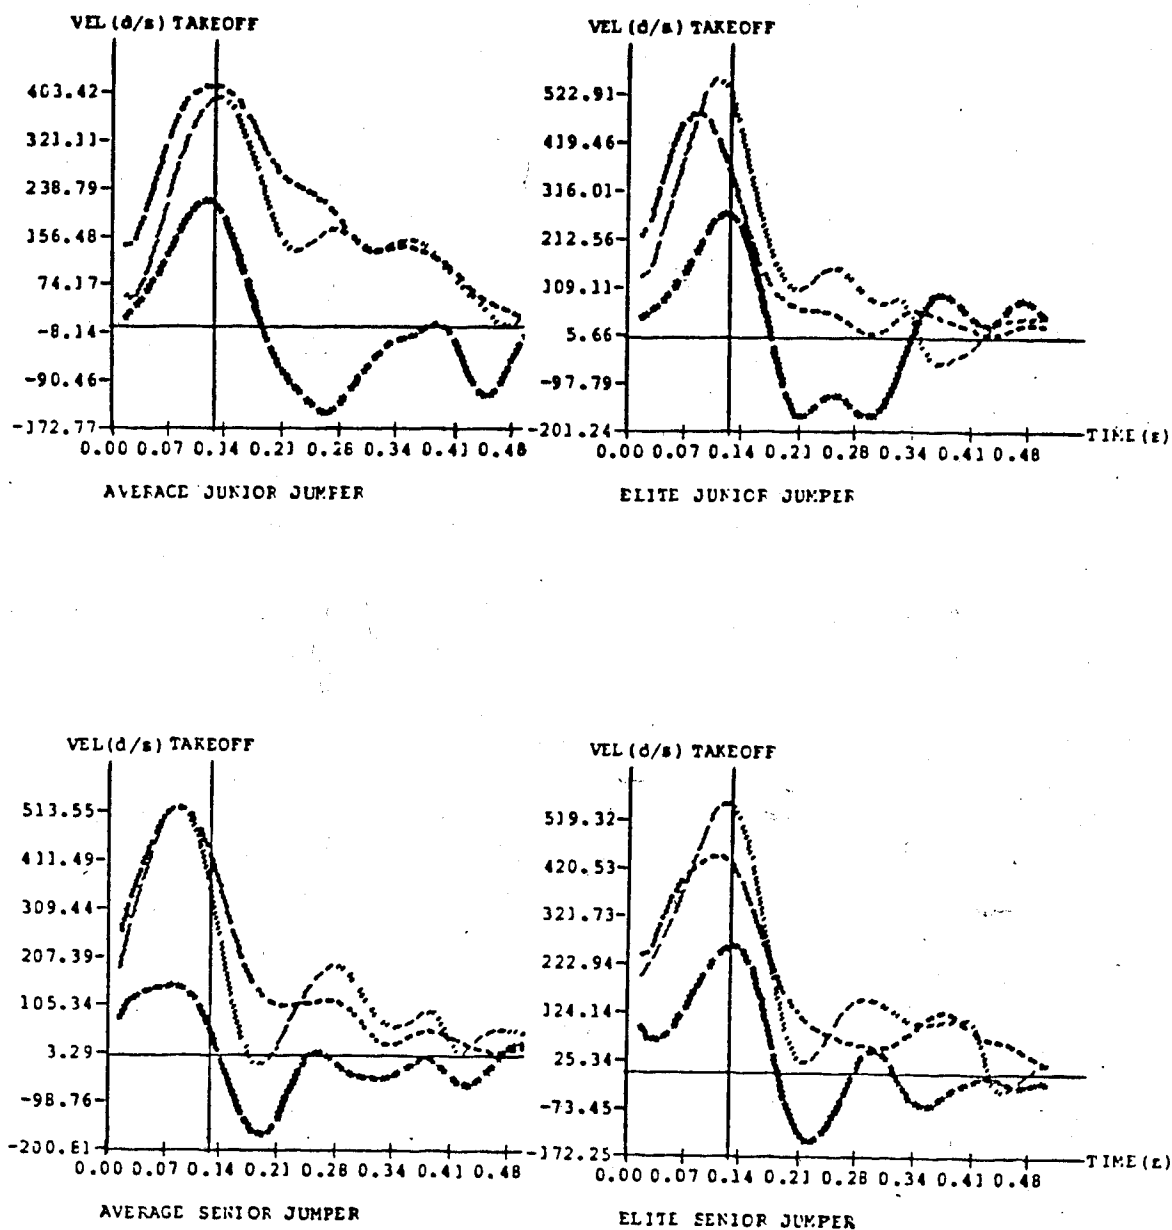 VEL(d/s) TAKEOFF
403.42
321.11
238.79
156.48
74.17
-8.14
-90.46
-172.77
0.00 0.07 0.14 0.21 0.28 0.34 0.41 0.48
AVERAGE JUNIOR JUMPER
VEL(d/s) TAKEOFF
522.91
419.46
316.01
212.56
109.11
5.66
-97.79
-201.24
0.00 0.07 0.14 0.21 0.28 0.34 0.41 0.48
TIME(s)
ELITE JUNIOR JUMPER
VEL(d/s) TAKEOFF
513.55
411.49
309.44
207.39
105.34
3.29
-98.76
-200.81
0.00 0.07 0.14 0.21 0.28 0.34 0.41 0.48
AVERAGE SENIOR JUMPER
VEL(d/s) TAKEOFF
519.32
420.53
321.73
222.94
124.14
25.34
-73.45
-172.25
0.00 0.07 0.14 0.21 0.28 0.34 0.41 0.48
TIME(s)
ELITE SENIOR JUMPER